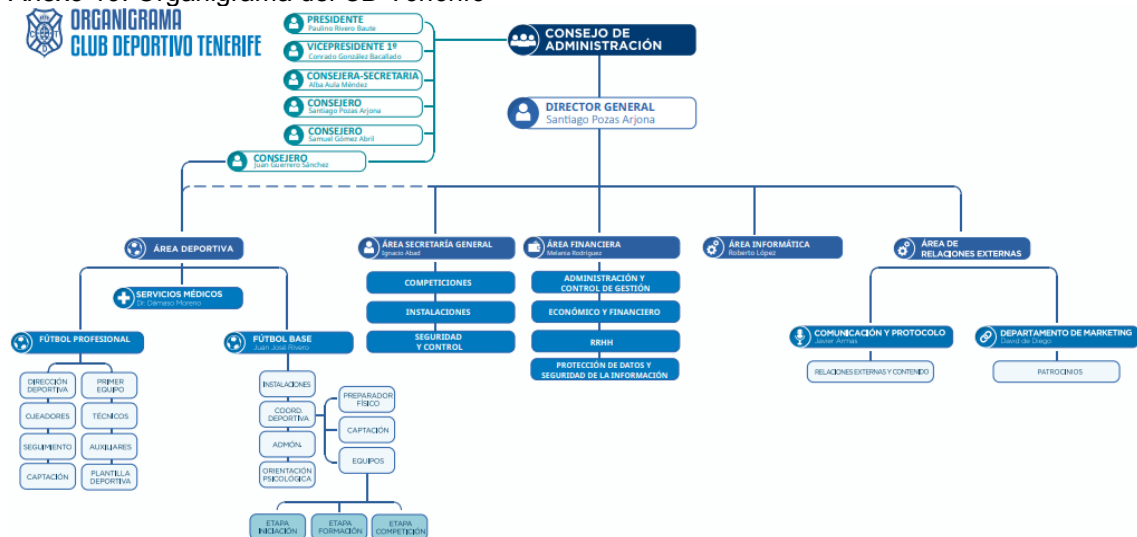 Anexo 10. Organigrama del CD Tenerife
ORGANIGRAMA
CLUB DEPORTIVO TENERIFE
PRESIDENTE
Paulino Rivero Baute
VICEPRESIDENTE 1º
Conrado González Bacallado
CONSEJERA-SECRETARIA
Alba Aula Méndez
CONSEJERO
Santiago Pozas Arjona
CONSEJERO
Samuel Gómez Abril
CONSEJERO
Juan Guerrero Sánchez
CONSEJO DE
ADMINISTRACIÓN
DIRECTOR GENERAL
Santiago Pozas Arjona
ÁREA DEPORTIVA
SERVICIOS MÉDICOS
Dr. Dámaso Moreno
FÚTBOL PROFESIONAL
DIRECCIÓN
DEPORTIVA
OJEADORES
SEGUIMIENTO
CAPTACIÓN
PRIMER
EQUIPO
TÉCNICOS
AUXILIARES
PLANTILLA
DEPORTIVA
FÚTBOL BASE
Juan José Rivero
INSTALACIONES
COORD.
DEPORTIVA
ADMÓN.
ORIENTACIÓN
PSICOLÓGICA
PREPARADOR
FÍSICO
CAPTACIÓN
EQUIPOS
ETAPA
INICIACIÓN
ETAPA
FORMACIÓN
ETAPA
COMPETICIÓN
ÁREA SECRETARÍA GENERAL
Ignacio Abad
COMPETICIONES
INSTALACIONES
SEGURIDAD
Y CONTROL
ÁREA FINANCIERA
Melania Rodríguez
ADMINISTRACIÓN Y
CONTROL DE GESTIÓN
ECONÓMICO Y FINANCIERO
RRHH
PROTECCIÓN DE DATOS Y
SEGURIDAD DE LA INFORMACIÓN
ÁREA INFORMÁTICA
Roberto López
ÁREA DE
RELACIONES EXTERNAS
COMUNICACIÓN Y PROTOCOLO
Javier Armas
RELACIONES EXTERNAS Y CONTENIDO
DEPARTAMENTO DE MARKETING
David de Diego
PATROCINIOS